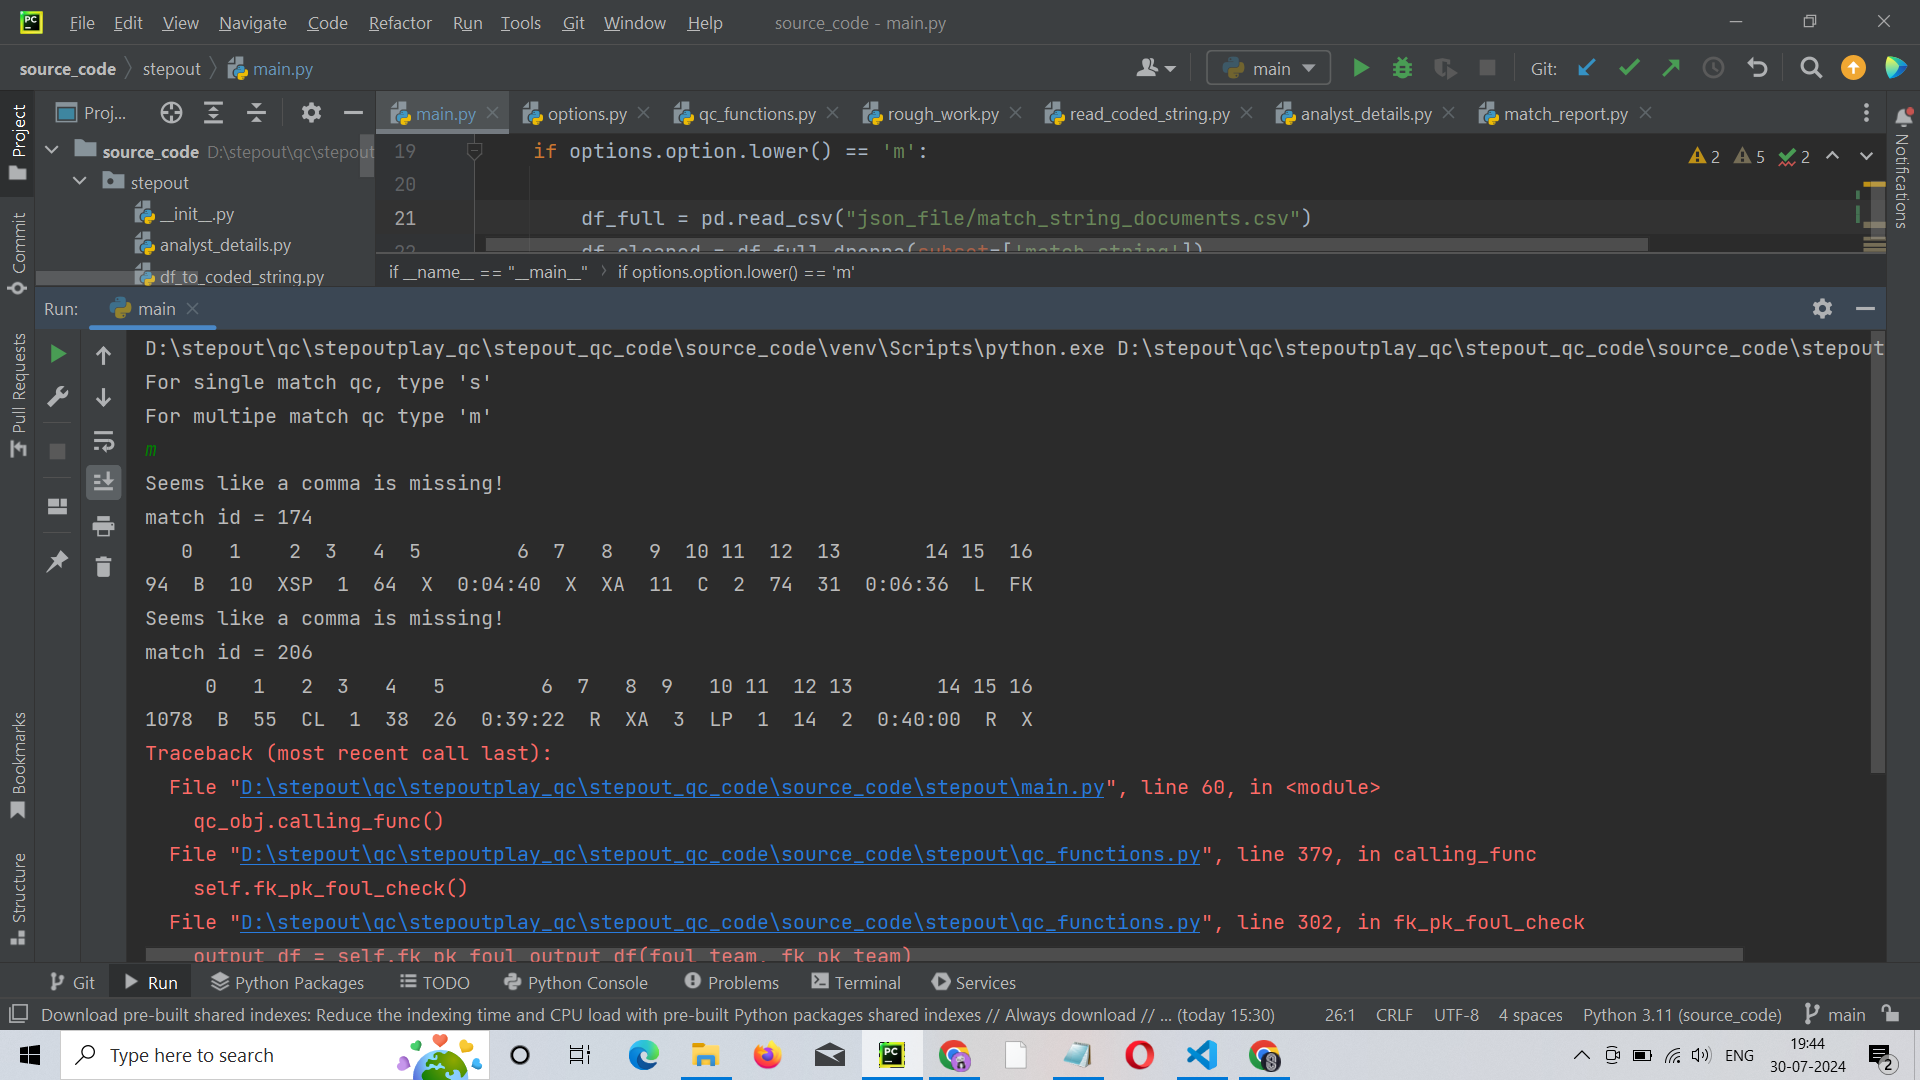 File Edit View Navigate Code Refactor Run Tools Git Window Help source_code - main.py
source_code stepout main.py main Git:
Project
Commit
Pull Requests
Bookmarks
Structure
Notifications
Proj...
main.py options.py qc_functions.py rough_work.py read_coded_string.py analyst_details.py match_report.py
source_code D:\stepout\qc\stepout
stepout
__init__.py
analyst_details.py
df_to_coded_string.py
19 if options.option.lower() == 'm':
2 5 2
20
21 df_full = pd.read_csv("json_file/match_string_documents.csv")
22 df_cleaned = df_full.dropna(subset=['match_string'])
if __name__ == "__main__" if options.option.lower() == 'm'
Run: main
D:\stepout\qc\stepoutplay_qc\stepout_qc_code\source_code\venv\Scripts\python.exe D:\stepout\qc\stepoutplay_qc\stepout_qc_code\source_code\stepout
For single match qc, type 's'
For multipe match qc type 'm'
m
Seems like a comma is missing!
match id = 174
0 1 2 3 4 5 6 7 8 9 10 11 12 13 14 15 16
94 B 10 XSP 1 64 X 0:04:40 X XA 11 C 2 74 31 0:06:36 L FK
Seems like a comma is missing!
match id = 206
0 1 2 3 4 5 6 7 8 9 10 11 12 13 14 15 16
1078 B 55 CL 1 38 26 0:39:22 R XA 3 LP 1 14 2 0:40:00 R X
Traceback (most recent call last):
File "D:\stepout\qc\stepoutplay_qc\stepout_qc_code\source_code\stepout\main.py", line 60, in <module>
qc_obj.calling_func()
File "D:\stepout\qc\stepoutplay_qc\stepout_qc_code\source_code\stepout\qc_functions.py", line 379, in calling_func
self.fk_pk_foul_check()
File "D:\stepout\qc\stepoutplay_qc\stepout_qc_code\source_code\stepout\qc_functions.py", line 302, in fk_pk_foul_check
output_df = self.fk_pk_foul_output_df(foul_team, fk_pk_team)
Git Run Python Packages TODO Python Console Problems Terminal Services
Download pre-built shared indexes: Reduce the indexing time and CPU load with pre-built Python packages shared indexes // Always download // ... (today 15:30) 26:1 CRLF UTF-8 4 spaces Python 3.11 (source_code) main
Type here to search
ENG
19:44
30-07-2024
2